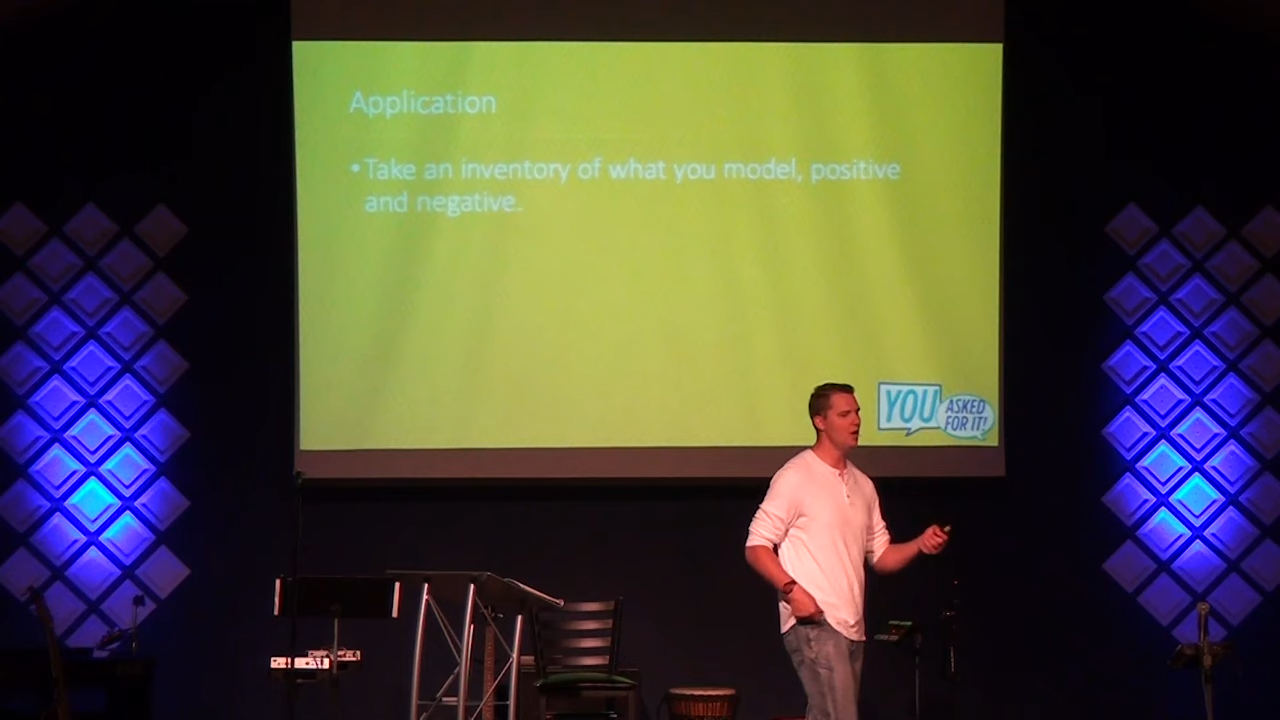 Application
•Take an inventory of what you model, positive
and negative.
YOU
ASKED
FOR IT!